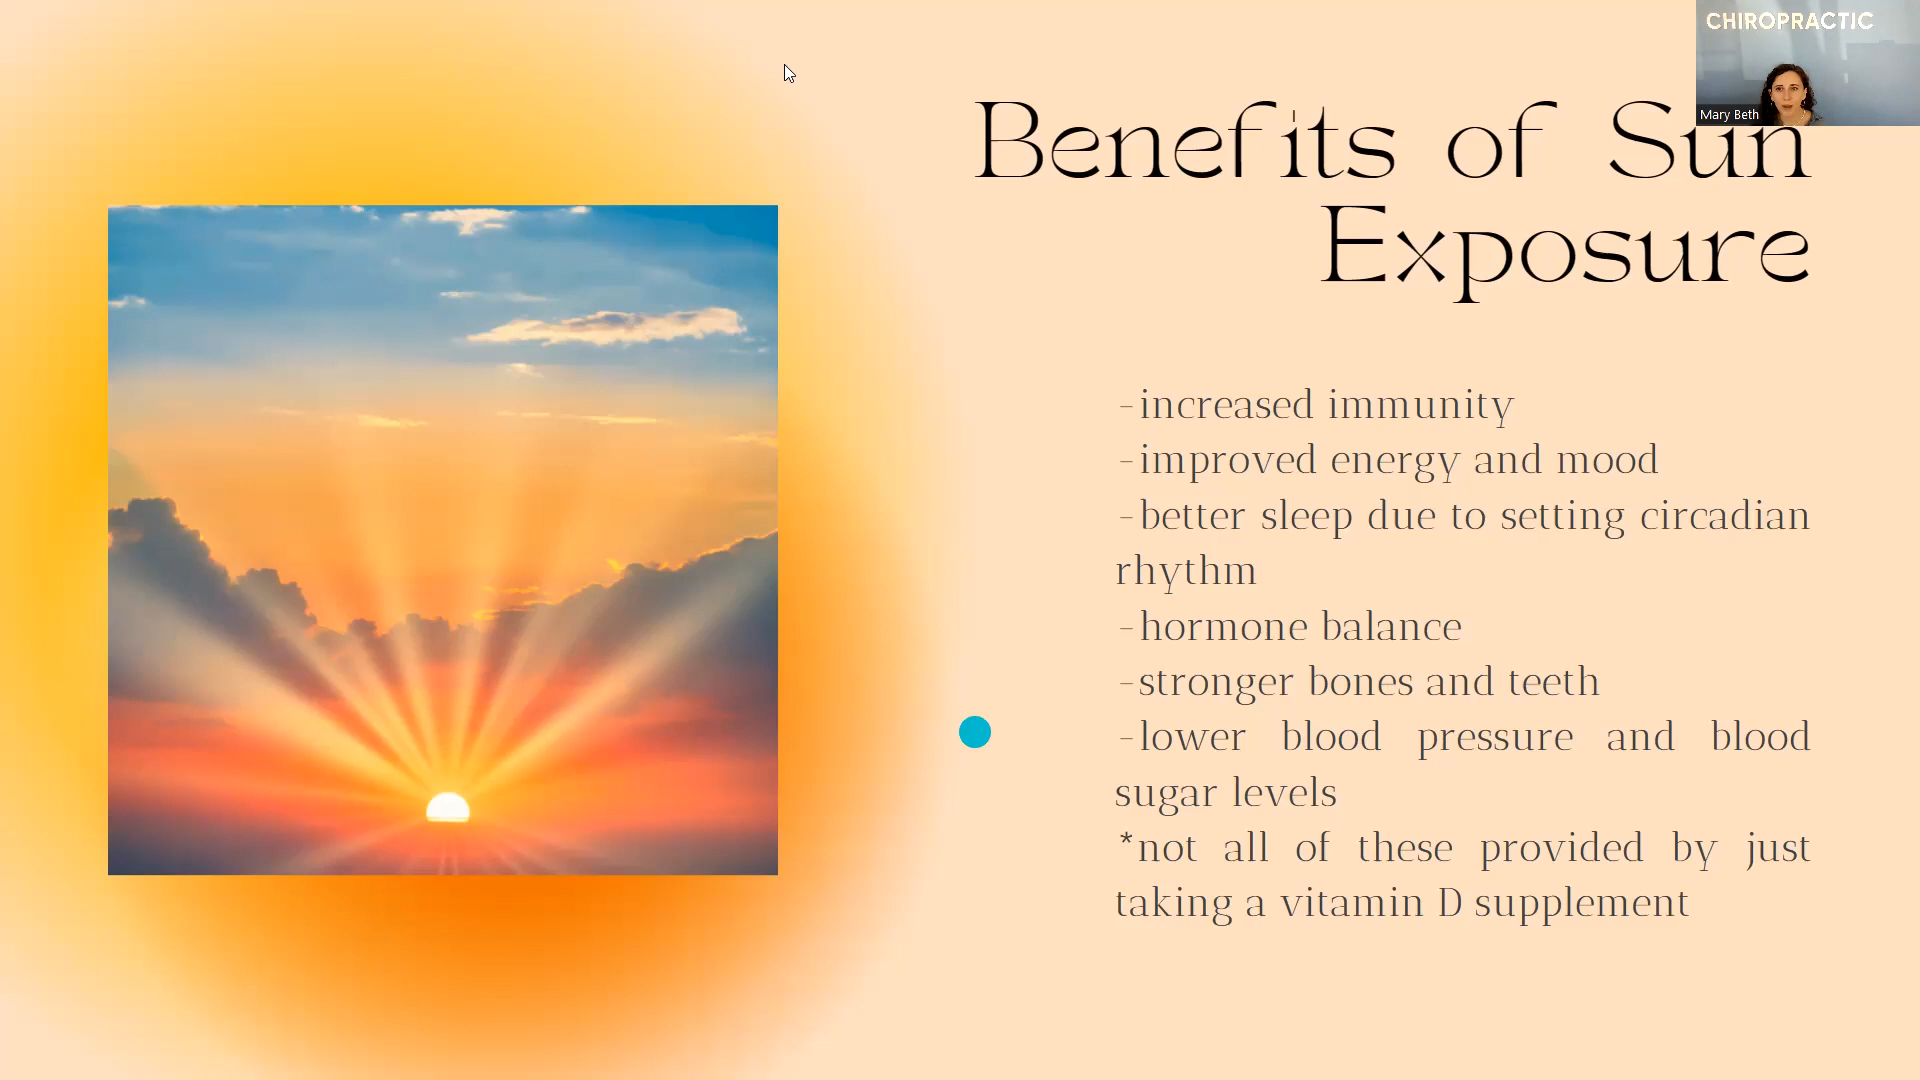 CHIROPRACTIC
Mary Beth
Benefits of Sun
Exposure
-increased immunity
-improved energy and mood
-better sleep due to setting circadian
rhythm
-hormone balance
-stronger bones and teeth
-lower blood pressure and blood
sugar levels
*not all of these provided by just
taking a vitamin D supplement